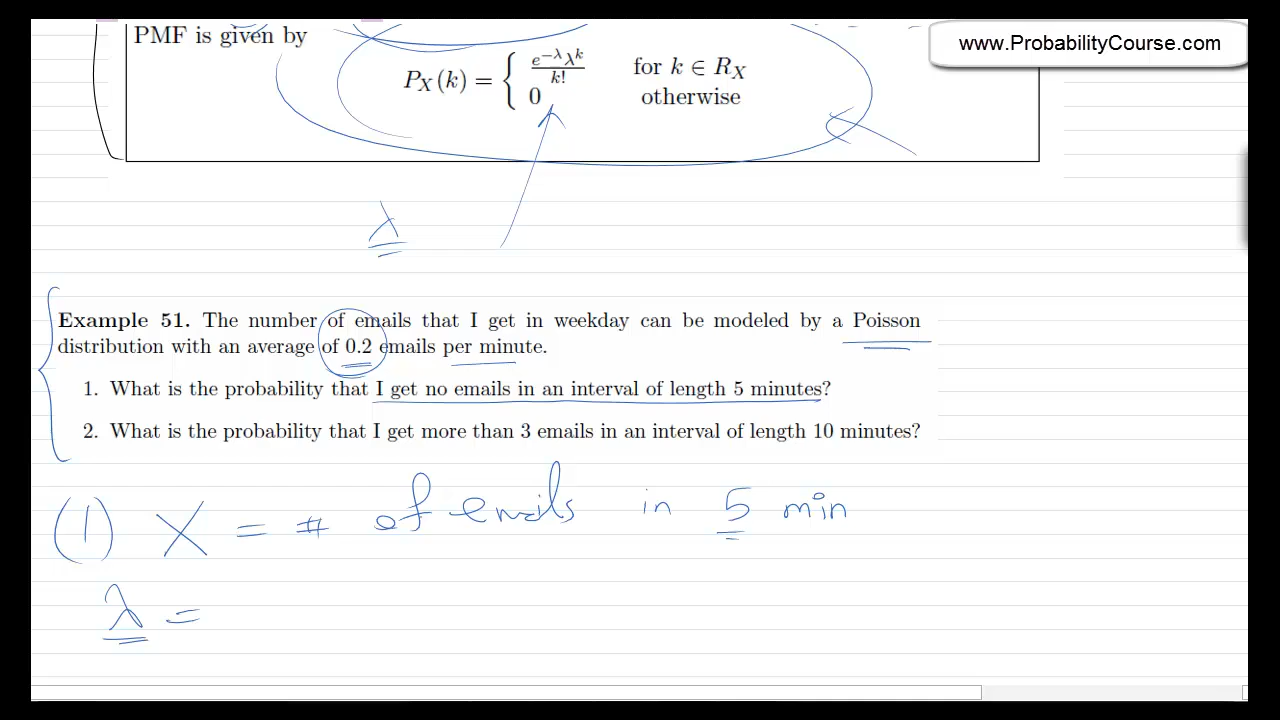 PMF is given by
www.ProbabilityCourse.com
P_X(k) = { e^{-λ}λ^k / k! for k ∈ R_X
0 otherwise
λ
Example 51. The number of emails that I get in weekday can be modeled by a Poisson
distribution with an average of 0.2 emails per minute.
1. What is the probability that I get no emails in an interval of length 5 minutes?
2. What is the probability that I get more than 3 emails in an interval of length 10 minutes?
(1) X = # of emails in 5 min
λ =